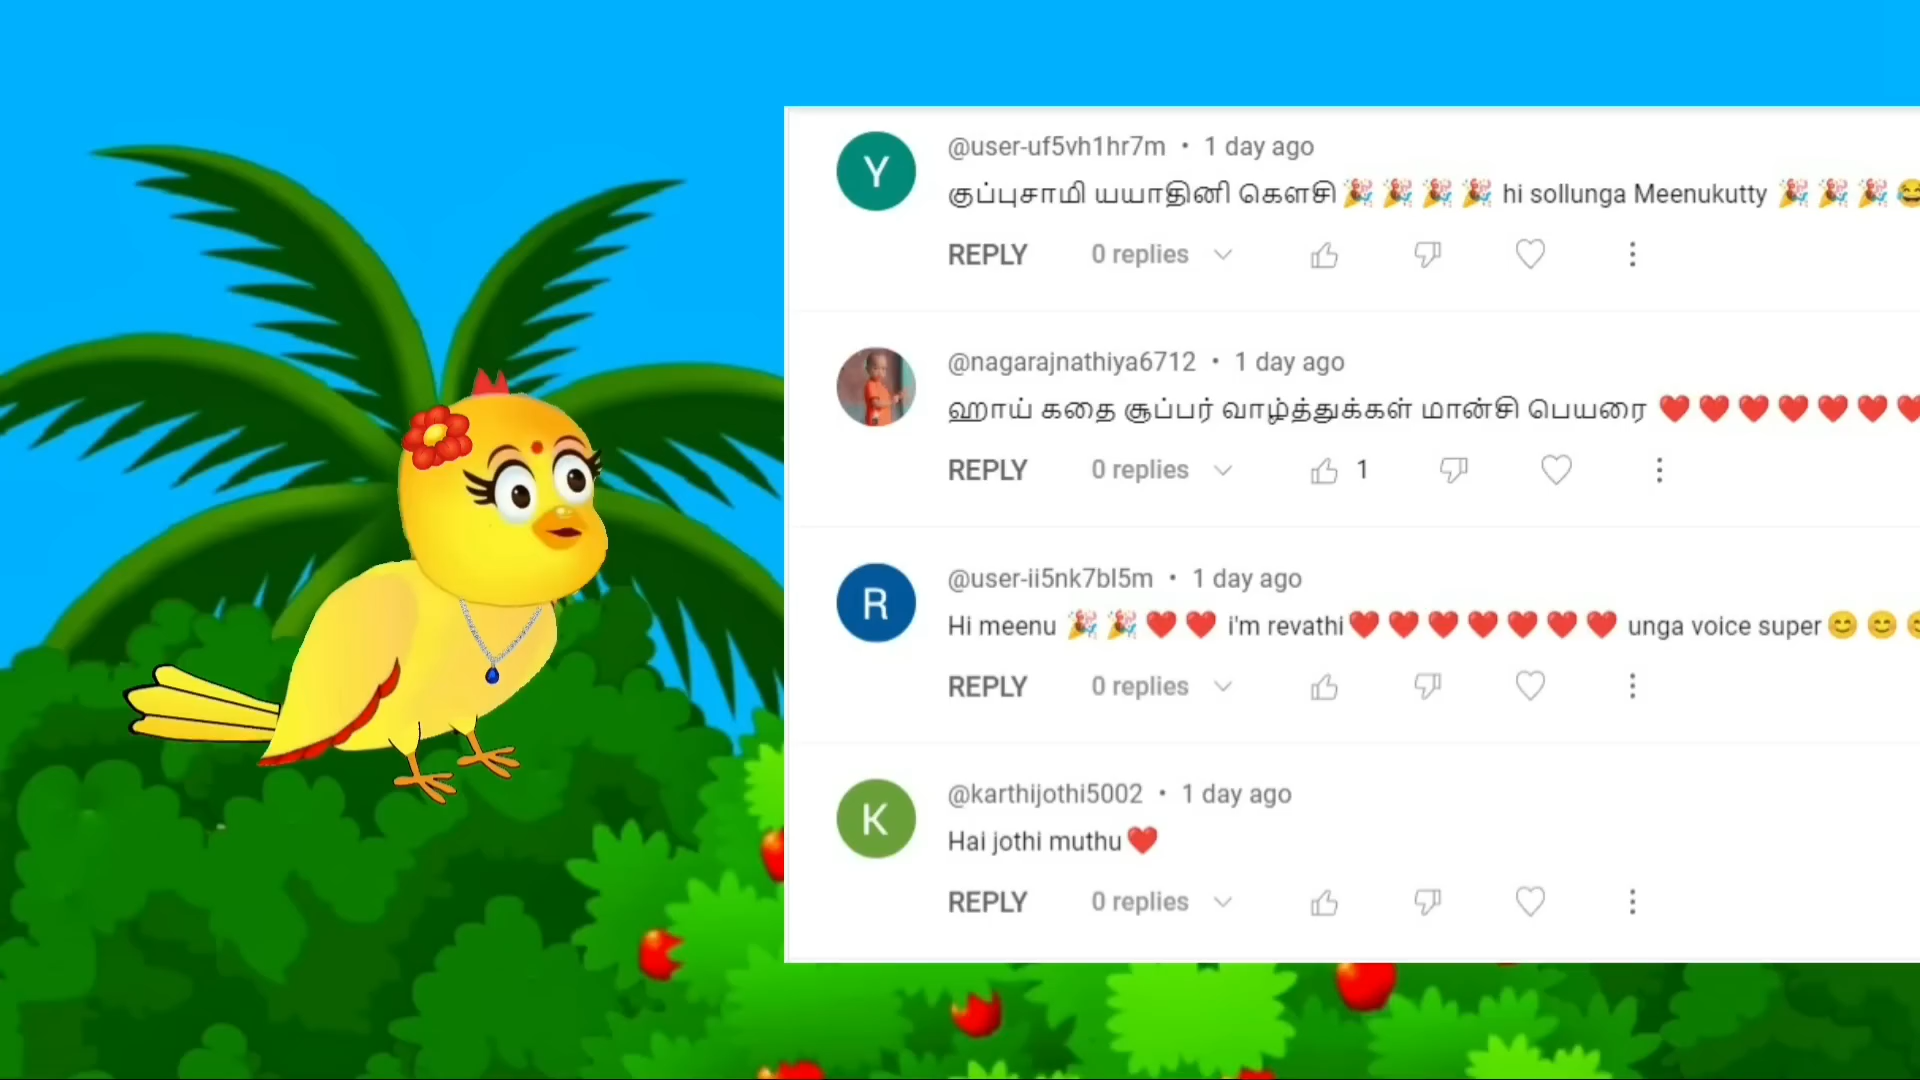 Y
@user-uf5vh1hr7m • 1 day ago
குப்புசாமி யயாதினி கௌசி🎉🎉🎉🎉 hi sollunga Meenukutty 🎉🎉🎉😂
REPLY 0 replies
@nagarajnathiya6712 • 1 day ago
ஹாய் கதை சூப்பர் வாழ்த்துக்கள் மான்சி பெயரை ❤️❤️❤️❤️❤️❤️❤️
REPLY 0 replies 1
R
@user-ii5nk7bl5m • 1 day ago
Hi meenu 🎉🎉❤️❤️ i'm revathi❤️❤️❤️❤️❤️❤️❤️ unga voice super😊😊😊
REPLY 0 replies
K
@karthijothi5002 • 1 day ago
Hai jothi muthu❤️
REPLY 0 replies